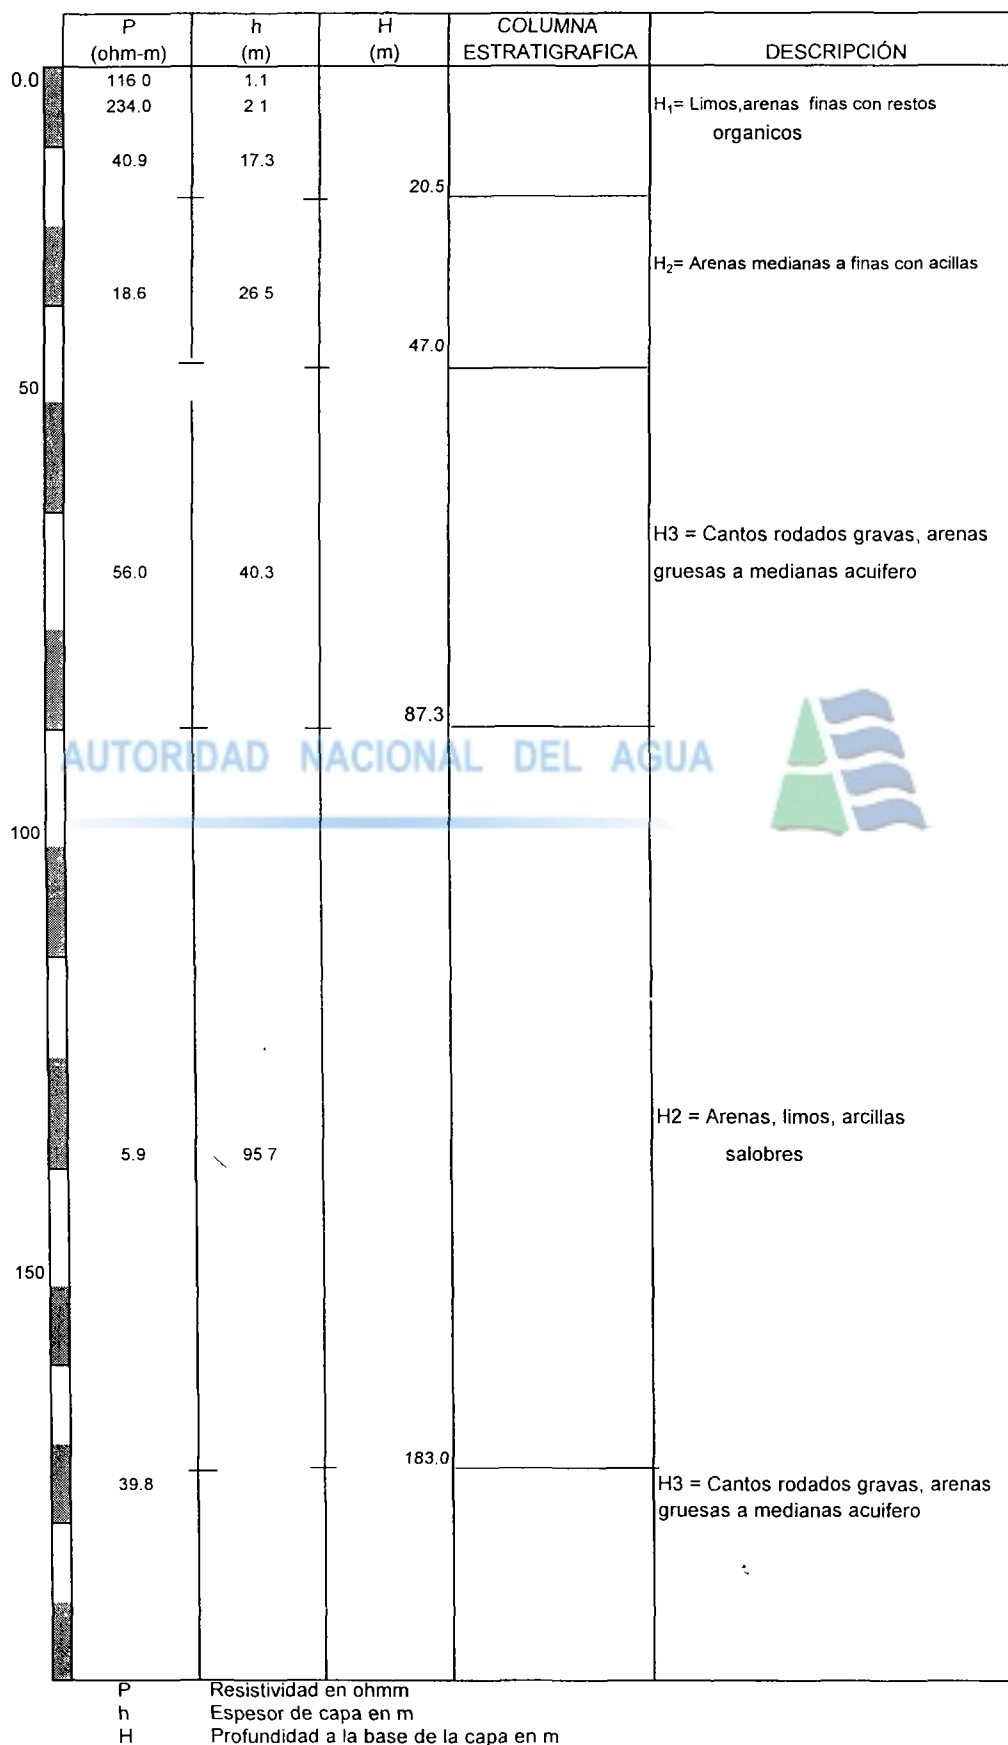 P h H COLUMNA
(ohm-m) (m) (m) ESTRATIGRAFICA DESCRIPCIÓN
0.0 116 0 1.1
234.0 2 1 H1= Limos,arenas finas con restos
organicos
40.9 17.3
20.5
H2= Arenas medianas a finas con acillas
18.6 26 5
47.0
50
H3 = Cantos rodados gravas, arenas
56.0 40.3 gruesas a medianas acuifero
87.3
AUTORIDAD NACIONAL DEL AGUA
100
H2 = Arenas, limos, arcillas
5.9 95 7 salobres
150
183.0
39.8 H3 = Cantos rodados gravas, arenas
gruesas a medianas acuifero
P Resistividad en ohmm
h Espesor de capa en m
H Profundidad a la base de la capa en m